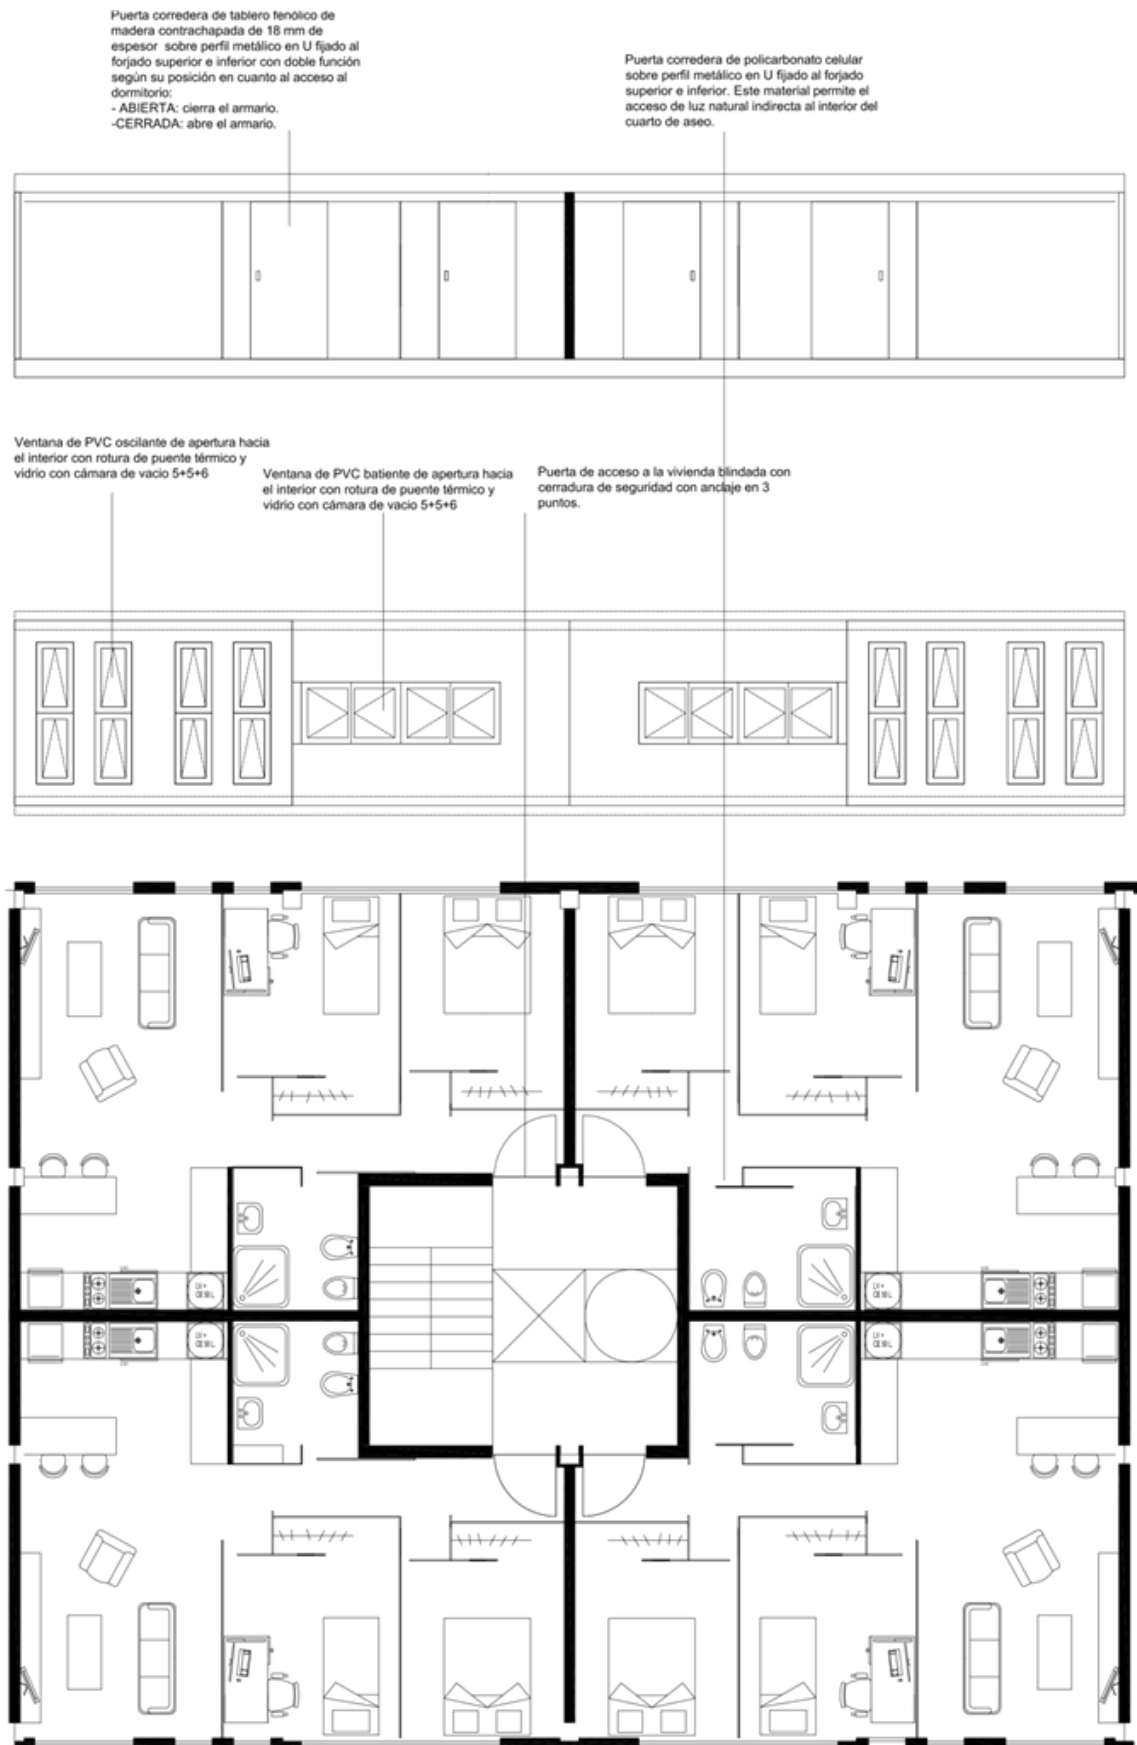 Puerta corredera de tablero fenólico de
madera contrachapada de 18 mm de
espesor sobre perfil metálico en U fijado al
forjado superior e inferior con doble función
según su posición en cuanto al acceso al
dormitorio:
- ABIERTA: cierra el armario.
-CERRADA: abre el armario.
Puerta corredera de policarbonato celular
sobre perfil metálico en U fijado al forjado
superior e inferior. Este material permite el
acceso de luz natural indirecta al interior del
cuarto de aseo.
Ventana de PVC oscilante de apertura hacia
el interior con rotura de puente térmico y
vidrio con cámara de vacio 5+5+6
Ventana de PVC batiente de apertura hacia
el interior con rotura de puente térmico y
vidrio con cámara de vacio 5+5+6
Puerta de acceso a la vivienda blindada con
cerradura de seguridad con anclaje en 3
puntos.